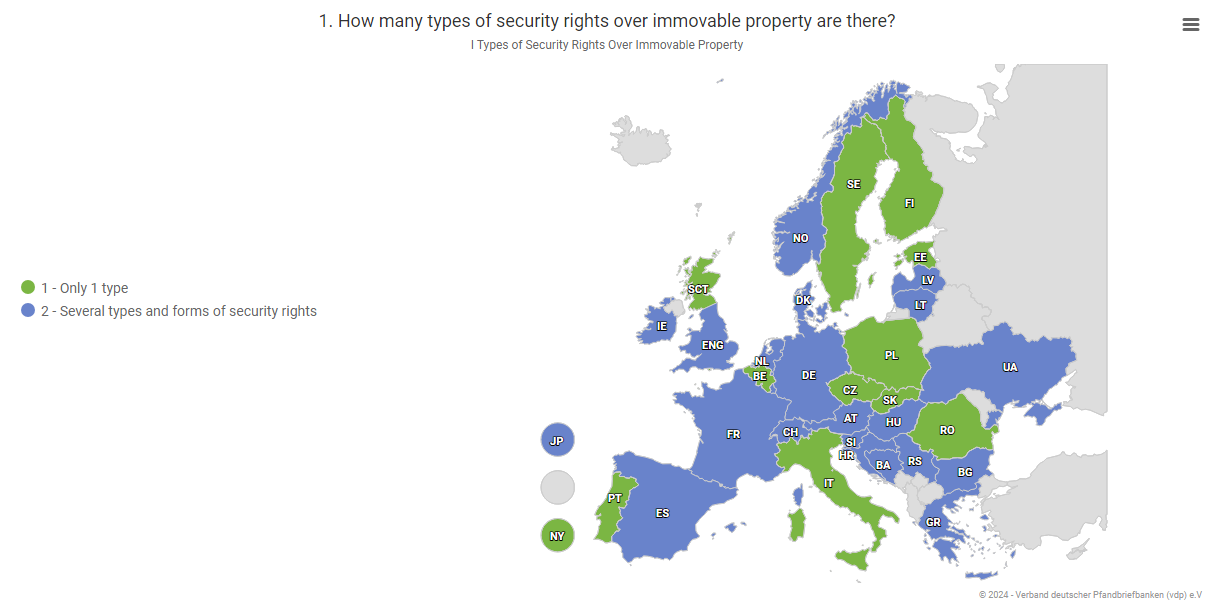 1. How many types of security rights over immovable property are there?
I Types of Security Rights Over Immovable Property
1 - Only 1 type
2 - Several types and forms of security rights
SE
FI
NO
EE
LV
LT
SCT
DK
IE
ENG
NL
BE
DE
PL
UA
CZ
SK
AT
HU
RO
FR
CH
SI
HR
BA
RS
BG
IT
PT
ES
GR
JP
NY
© 2024 - Verband deutscher Pfandbriefbanken (vdp) e.V